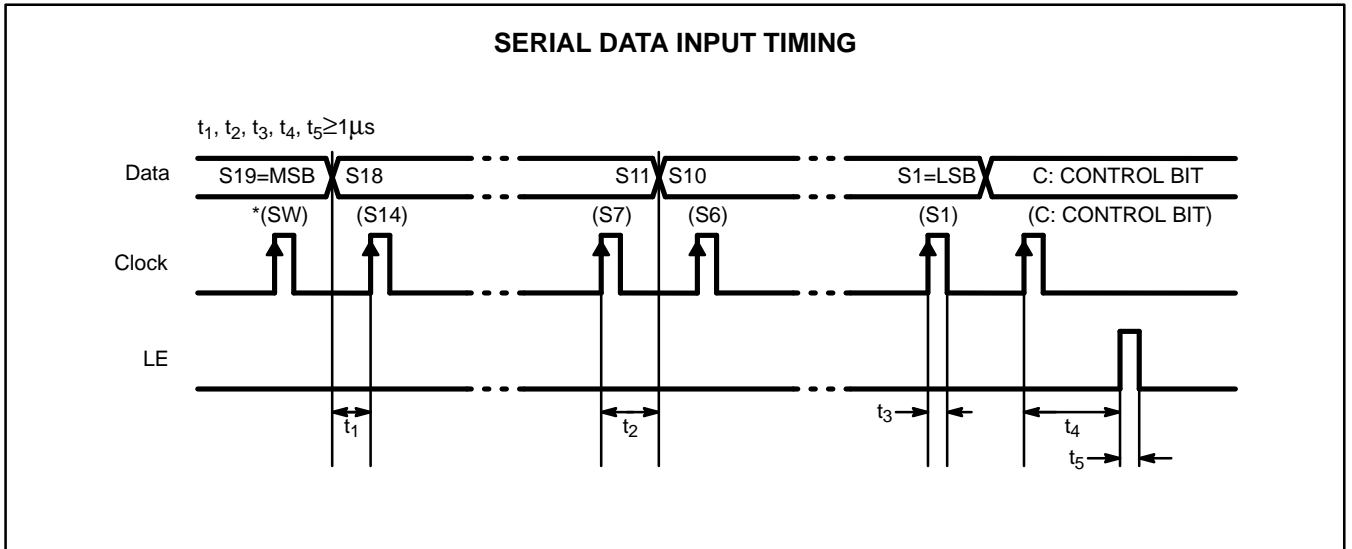 SERIAL DATA INPUT TIMING
t1, t2, t3, t4, t5≥1μs
Data S19=MSB S18 S11 S10 S1=LSB C: CONTROL BIT
*(SW) (S14) (S7) (S6) (S1) (C: CONTROL BIT)
Clock
LE
t1 t2 t3 t4
t5